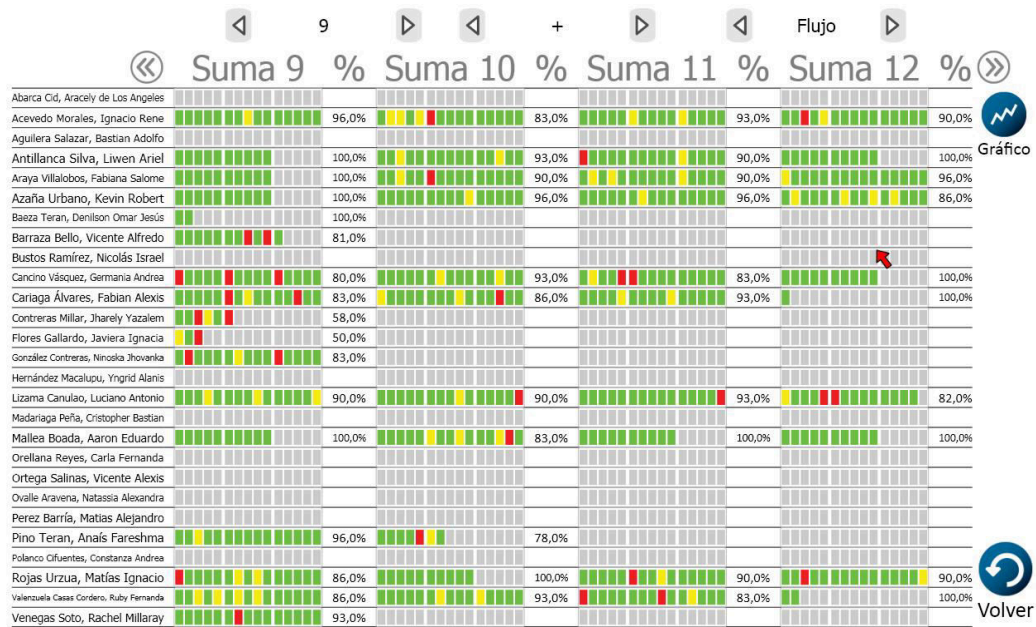 9 + Flujo
Suma 9 % Suma 10 % Suma 11 % Suma 12 %
Abarca Cid, Aracely de Los Angeles
Acevedo Morales, Ignacio Rene 96,0% 83,0% 93,0% 90,0%
Aguilera Salazar, Bastian Adolfo
Gráfico
Antillanca Silva, Liwen Ariel 100,0% 93,0% 90,0% 100,0%
Araya Villalobos, Fabiana Salome 100,0% 90,0% 90,0% 96,0%
Azaña Urbano, Kevin Robert 100,0% 96,0% 96,0% 86,0%
Baeza Teran, Denilson Omar Jesús 100,0%
Barraza Bello, Vicente Alfredo 81,0%
Bustos Ramírez, Nicolás Israel
Cancino Vásquez, Germania Andrea 80,0% 93,0% 83,0% 100,0%
Cariaga Álvares, Fabian Alexis 83,0% 86,0% 93,0% 100,0%
Contreras Millar, Jharely Yazalem 58,0%
Flores Gallardo, Javiera Ignacia 50,0%
González Contreras, Ninoska Jhovanka 83,0%
Hernández Macalupu, Yngrid Alanis
Lizama Canulao, Luciano Antonio 90,0% 90,0% 93,0% 82,0%
Madariaga Peña, Cristopher Bastian
Mallea Boada, Aaron Eduardo 100,0% 83,0% 100,0% 100,0%
Orellana Reyes, Carla Fernanda
Ortega Salinas, Vicente Alexis
Ovalle Aravena, Natassia Alexandra
Perez Barría, Matias Alejandro
Pino Teran, Anaís Fareshma 96,0% 78,0%
Polanco Cifuentes, Constanza Andrea
Rojas Urzua, Matías Ignacio 86,0% 100,0% 90,0% 90,0%
Valenzuela Casas Cordero, Ruby Fernanda 86,0% 93,0% 83,0% 100,0%
Volver
Venegas Soto, Rachel Millaray 93,0%